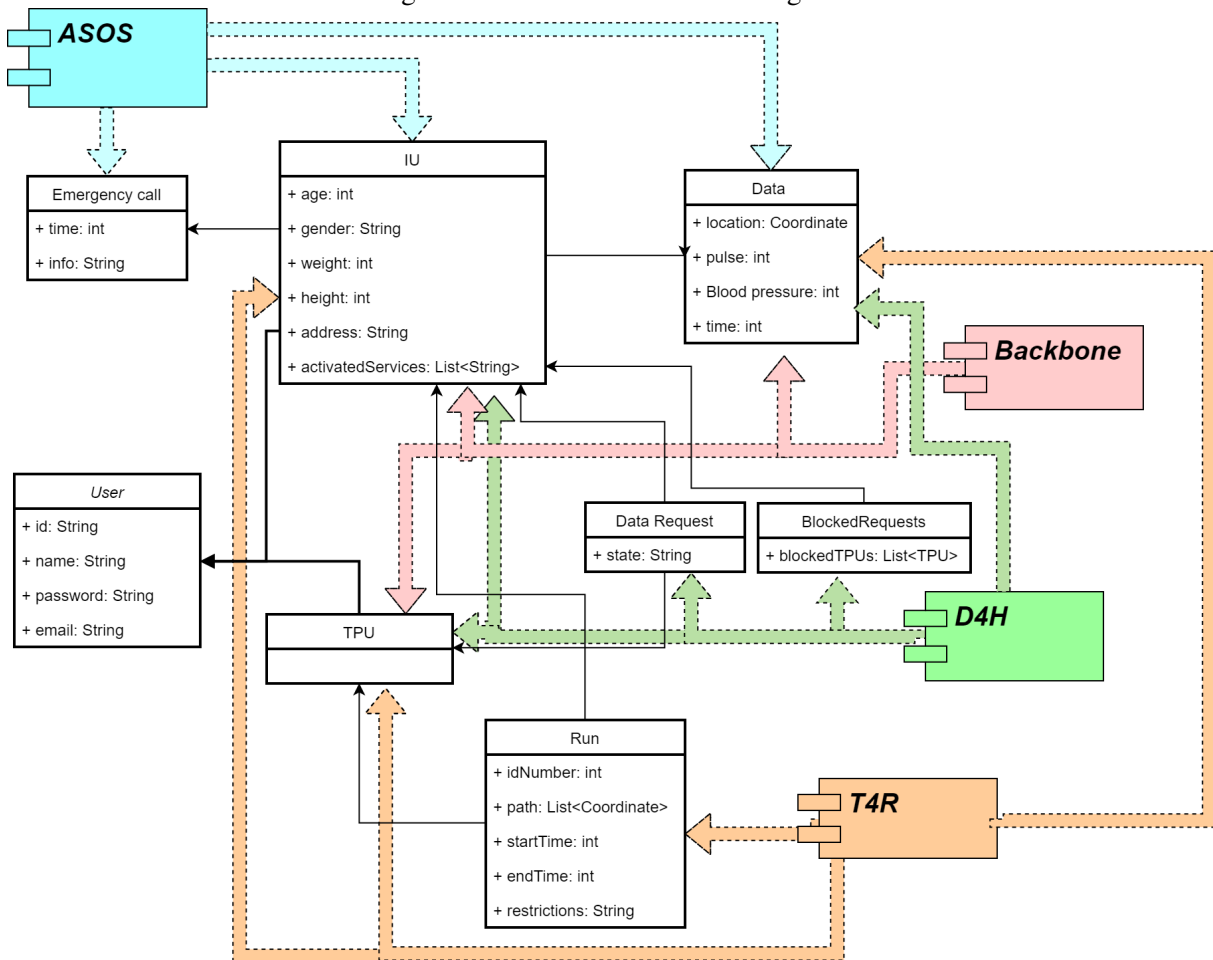 ASOS
IU
+ age: int
+ gender: String
+ weight: int
+ height: int
+ address: String
+ activatedServices: List<String>
Data
+ location: Coordinate
+ pulse: int
+ Blood pressure: int
+ time: int
Emergency call
+ time: int
+ info: String
Backbone
User
+ id: String
+ name: String
+ password: String
+ email: String
Data Request
+ state: String
BlockedRequests
+ blockedTPUs: List<TPU>
D4H
TPU
Run
+ idNumber: int
+ path: List<Coordinate>
+ startTime: int
+ endTime: int
+ restrictions: String
T4R